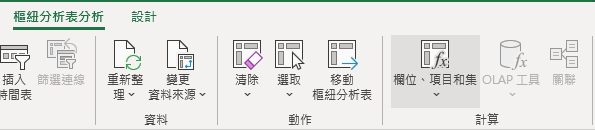 樞紐分析表分析 設計
插入 篩選連線 重新整 變更 清除 選取 移動 欄位、項目和集 OLAP 工具 關聯
時間表 理 資料來源 樞紐分析表
資料 動作 計算